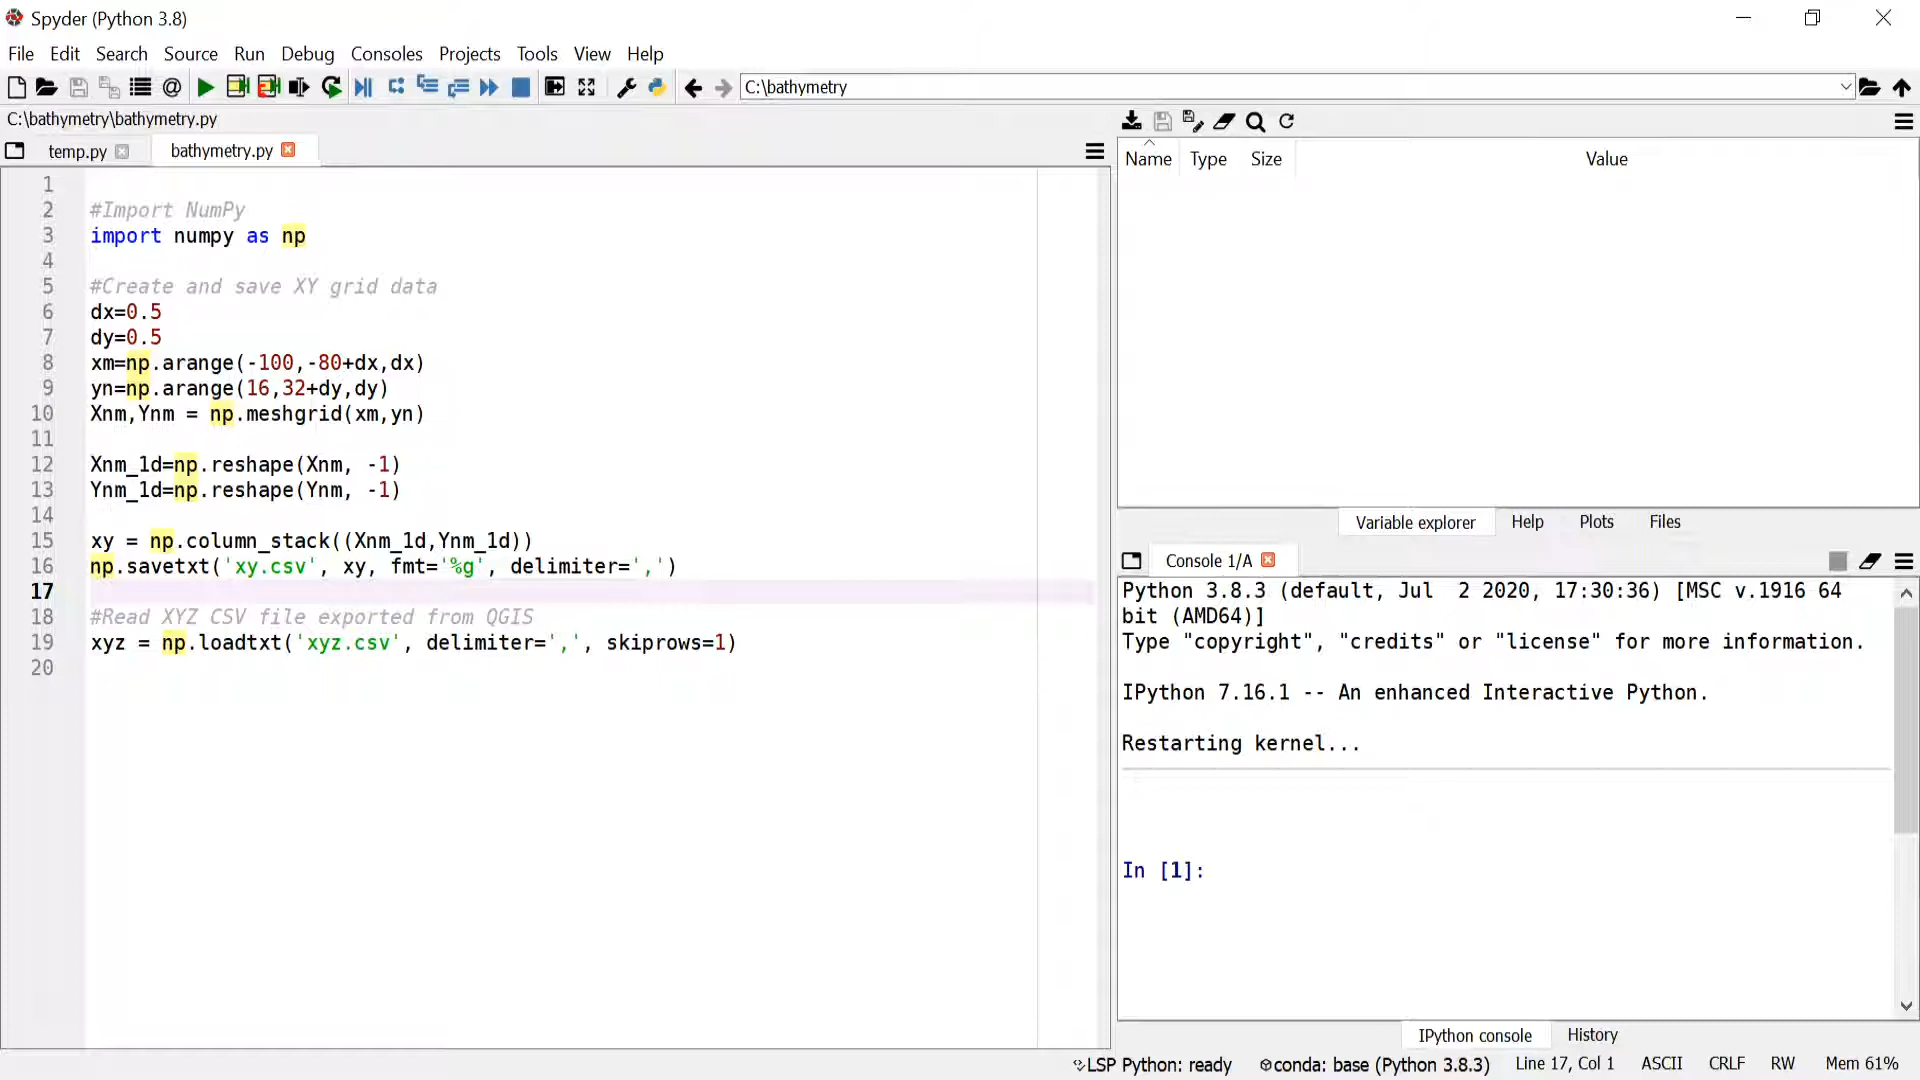 Spyder (Python 3.8)
File Edit Search Source Run Debug Consoles Projects Tools View Help
C:\bathymetry
C:\bathymetry\bathymetry.py
temp.py bathymetry.py
1
2 #Import NumPy
3 import numpy as np
4
5 #Create and save XY grid data
6 dx=0.5
7 dy=0.5
8 xm=np.arange(-100,-80+dx,dx)
9 yn=np.arange(16,32+dy,dy)
10 Xnm,Ynm = np.meshgrid(xm,yn)
11
12 Xnm_1d=np.reshape(Xnm, -1)
13 Ynm_1d=np.reshape(Ynm, -1)
14
15 xy = np.column_stack((Xnm_1d,Ynm_1d))
16 np.savetxt('xy.csv', xy, fmt='%g', delimiter=',')
17
18 #Read XYZ CSV file exported from QGIS
19 xyz = np.loadtxt('xyz.csv', delimiter=',', skiprows=1)
20
Name Type Size Value
Variable explorer Help Plots Files
Console 1/A
Python 3.8.3 (default, Jul  2 2020, 17:30:36) [MSC v.1916 64
bit (AMD64)]
Type "copyright", "credits" or "license" for more information.
IPython 7.16.1 -- An enhanced Interactive Python.
Restarting kernel...
In [1]:
IPython console History
LSP Python: ready conda: base (Python 3.8.3) Line 17, Col 1 ASCII CRLF RW Mem 61%